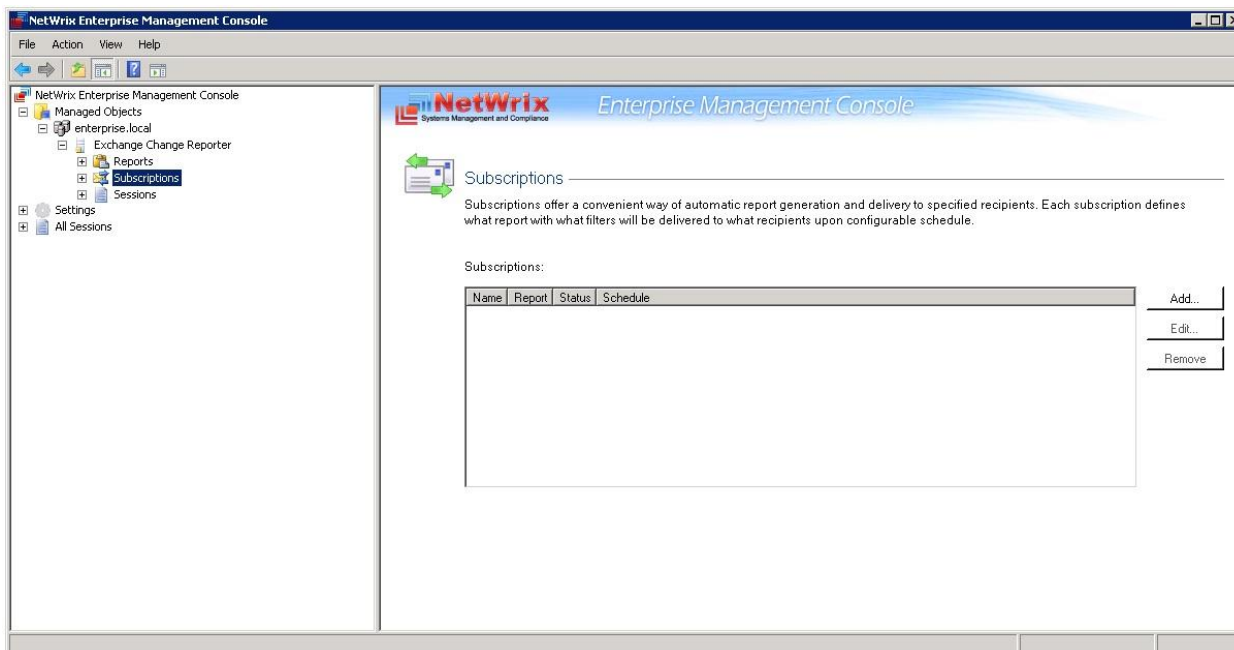 NetWrix Enterprise Management Console
File Action View Help
NetWrix Enterprise Management Console
Managed Objects
enterprise.local
Exchange Change Reporter
Reports
Subscriptions
Sessions
Settings
All Sessions
NetWrix
Systems Management and Compliance
Enterprise Management Console
Subscriptions
Subscriptions offer a convenient way of automatic report generation and delivery to specified recipients. Each subscription defines
what report with what filters will be delivered to what recipients upon configurable schedule.
Subscriptions:
Name Report Status Schedule
Add...
Edit...
Remove